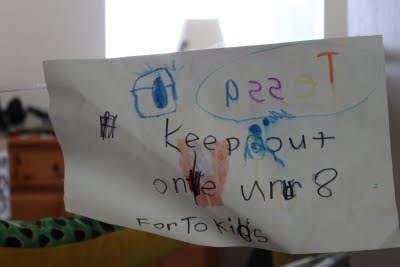 Tessa
Keep out
onle unr 8
For To Kids